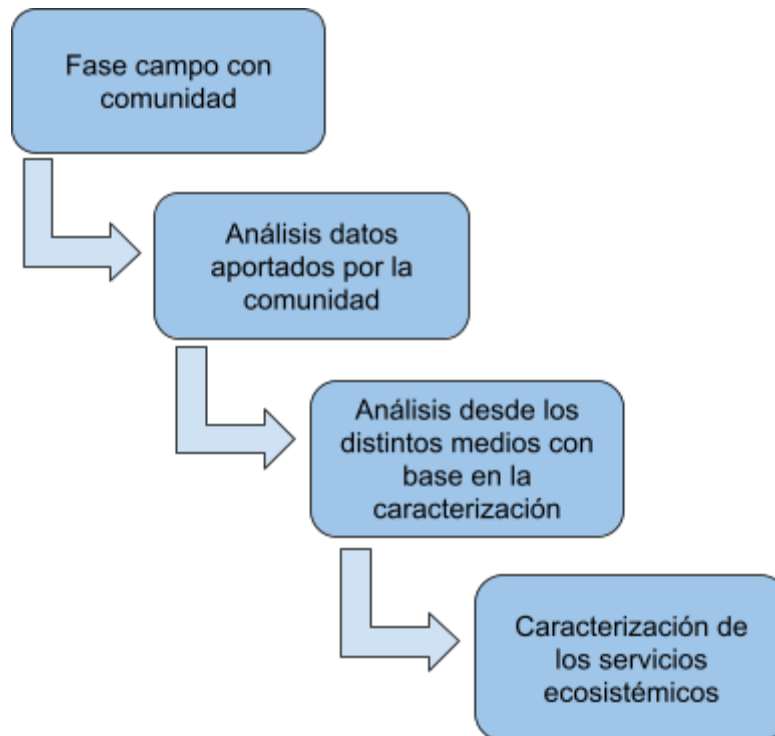 Fase campo con
comunidad
Análisis datos
aportados por la
comunidad
Análisis desde los
distintos medios con
base en la
caracterización
Caracterización de
los servicios
ecosistémicos